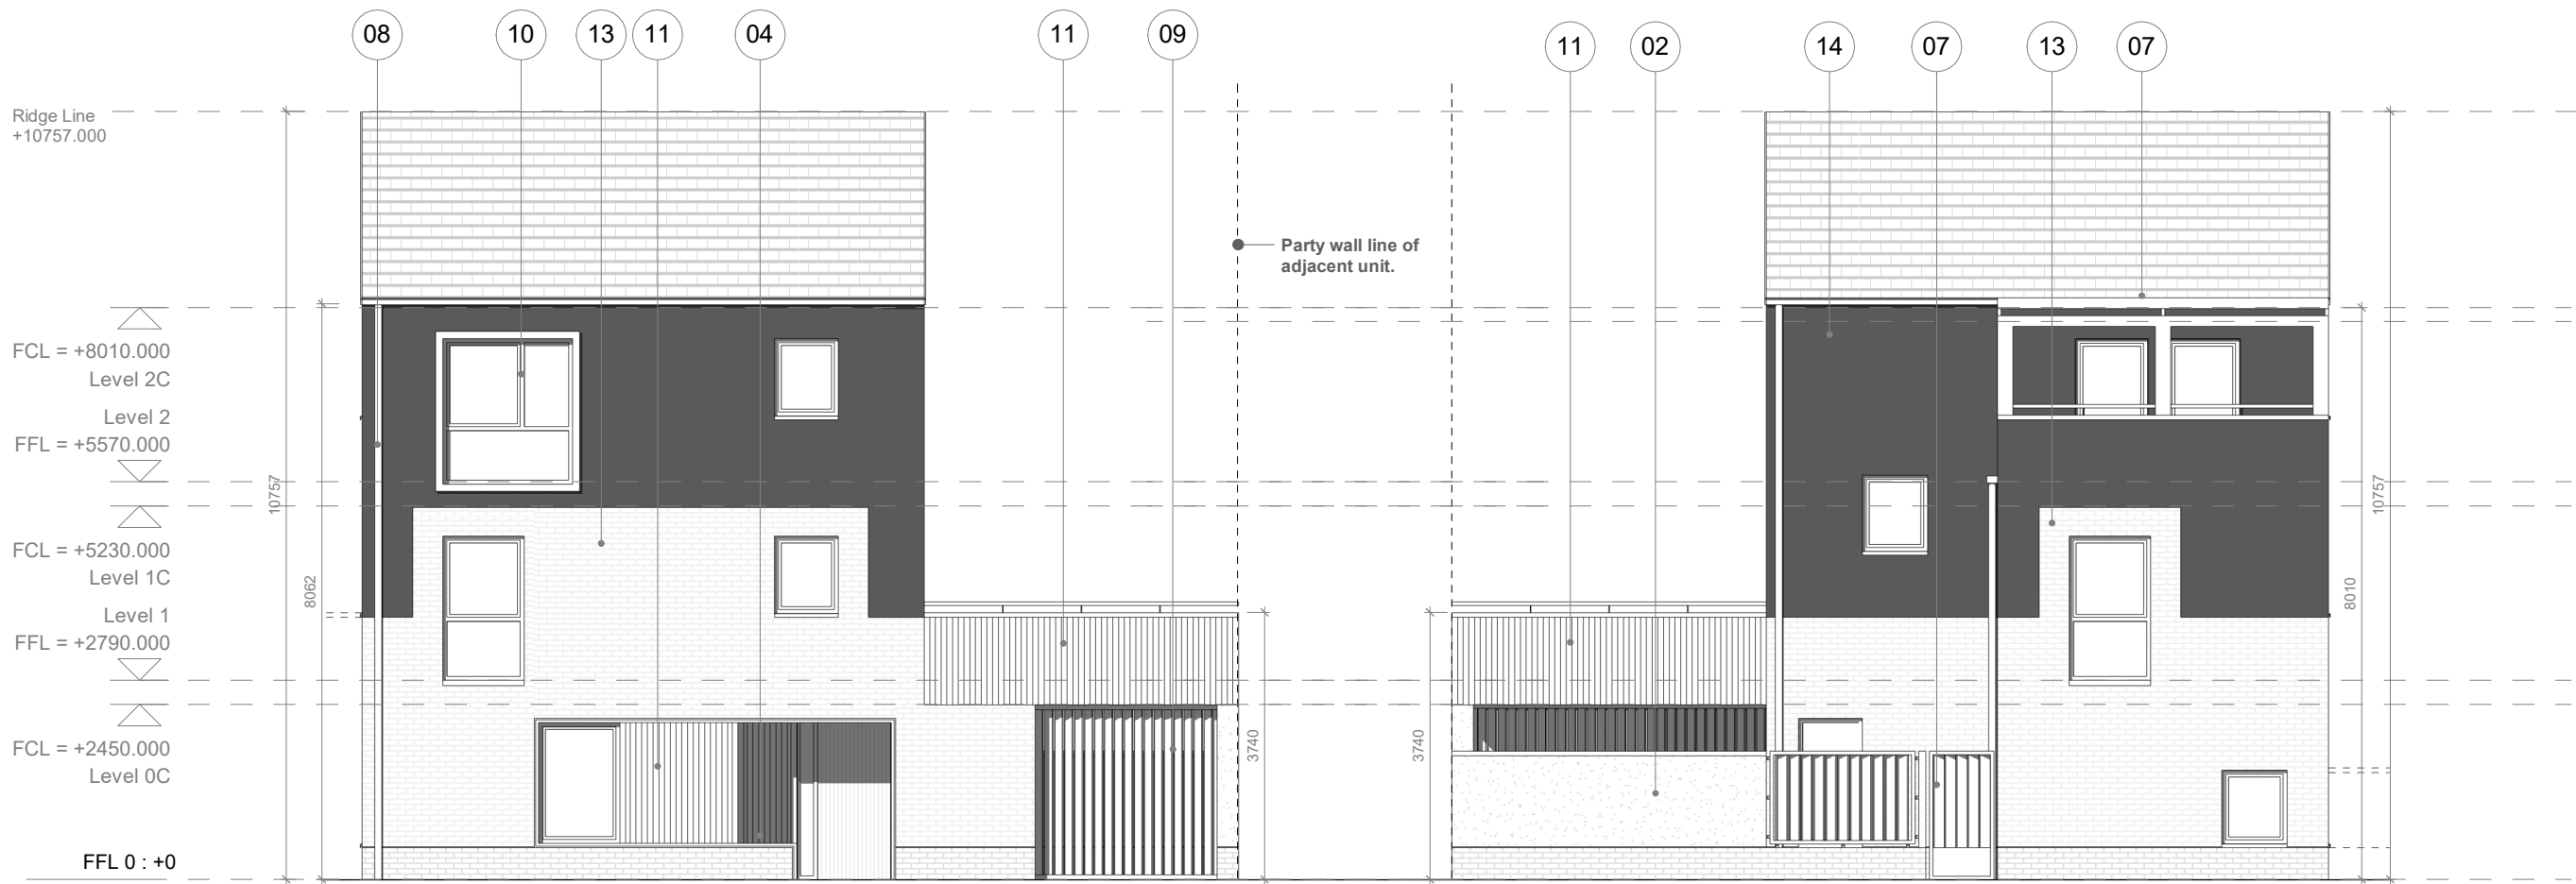 08
10
13
11
04
11
09
11
02
14
07
13
07
Ridge Line
+10757.000
Party wall line of
adjacent unit.
FCL = +8010.000
Level 2C
Level 2
FFL = +5570.000
10757
10757
FCL = +5230.000
Level 1C
8062
8010
Level 1
FFL = +2790.000
3740
3740
FCL = +2450.000
Level 0C
FFL 0 : +0